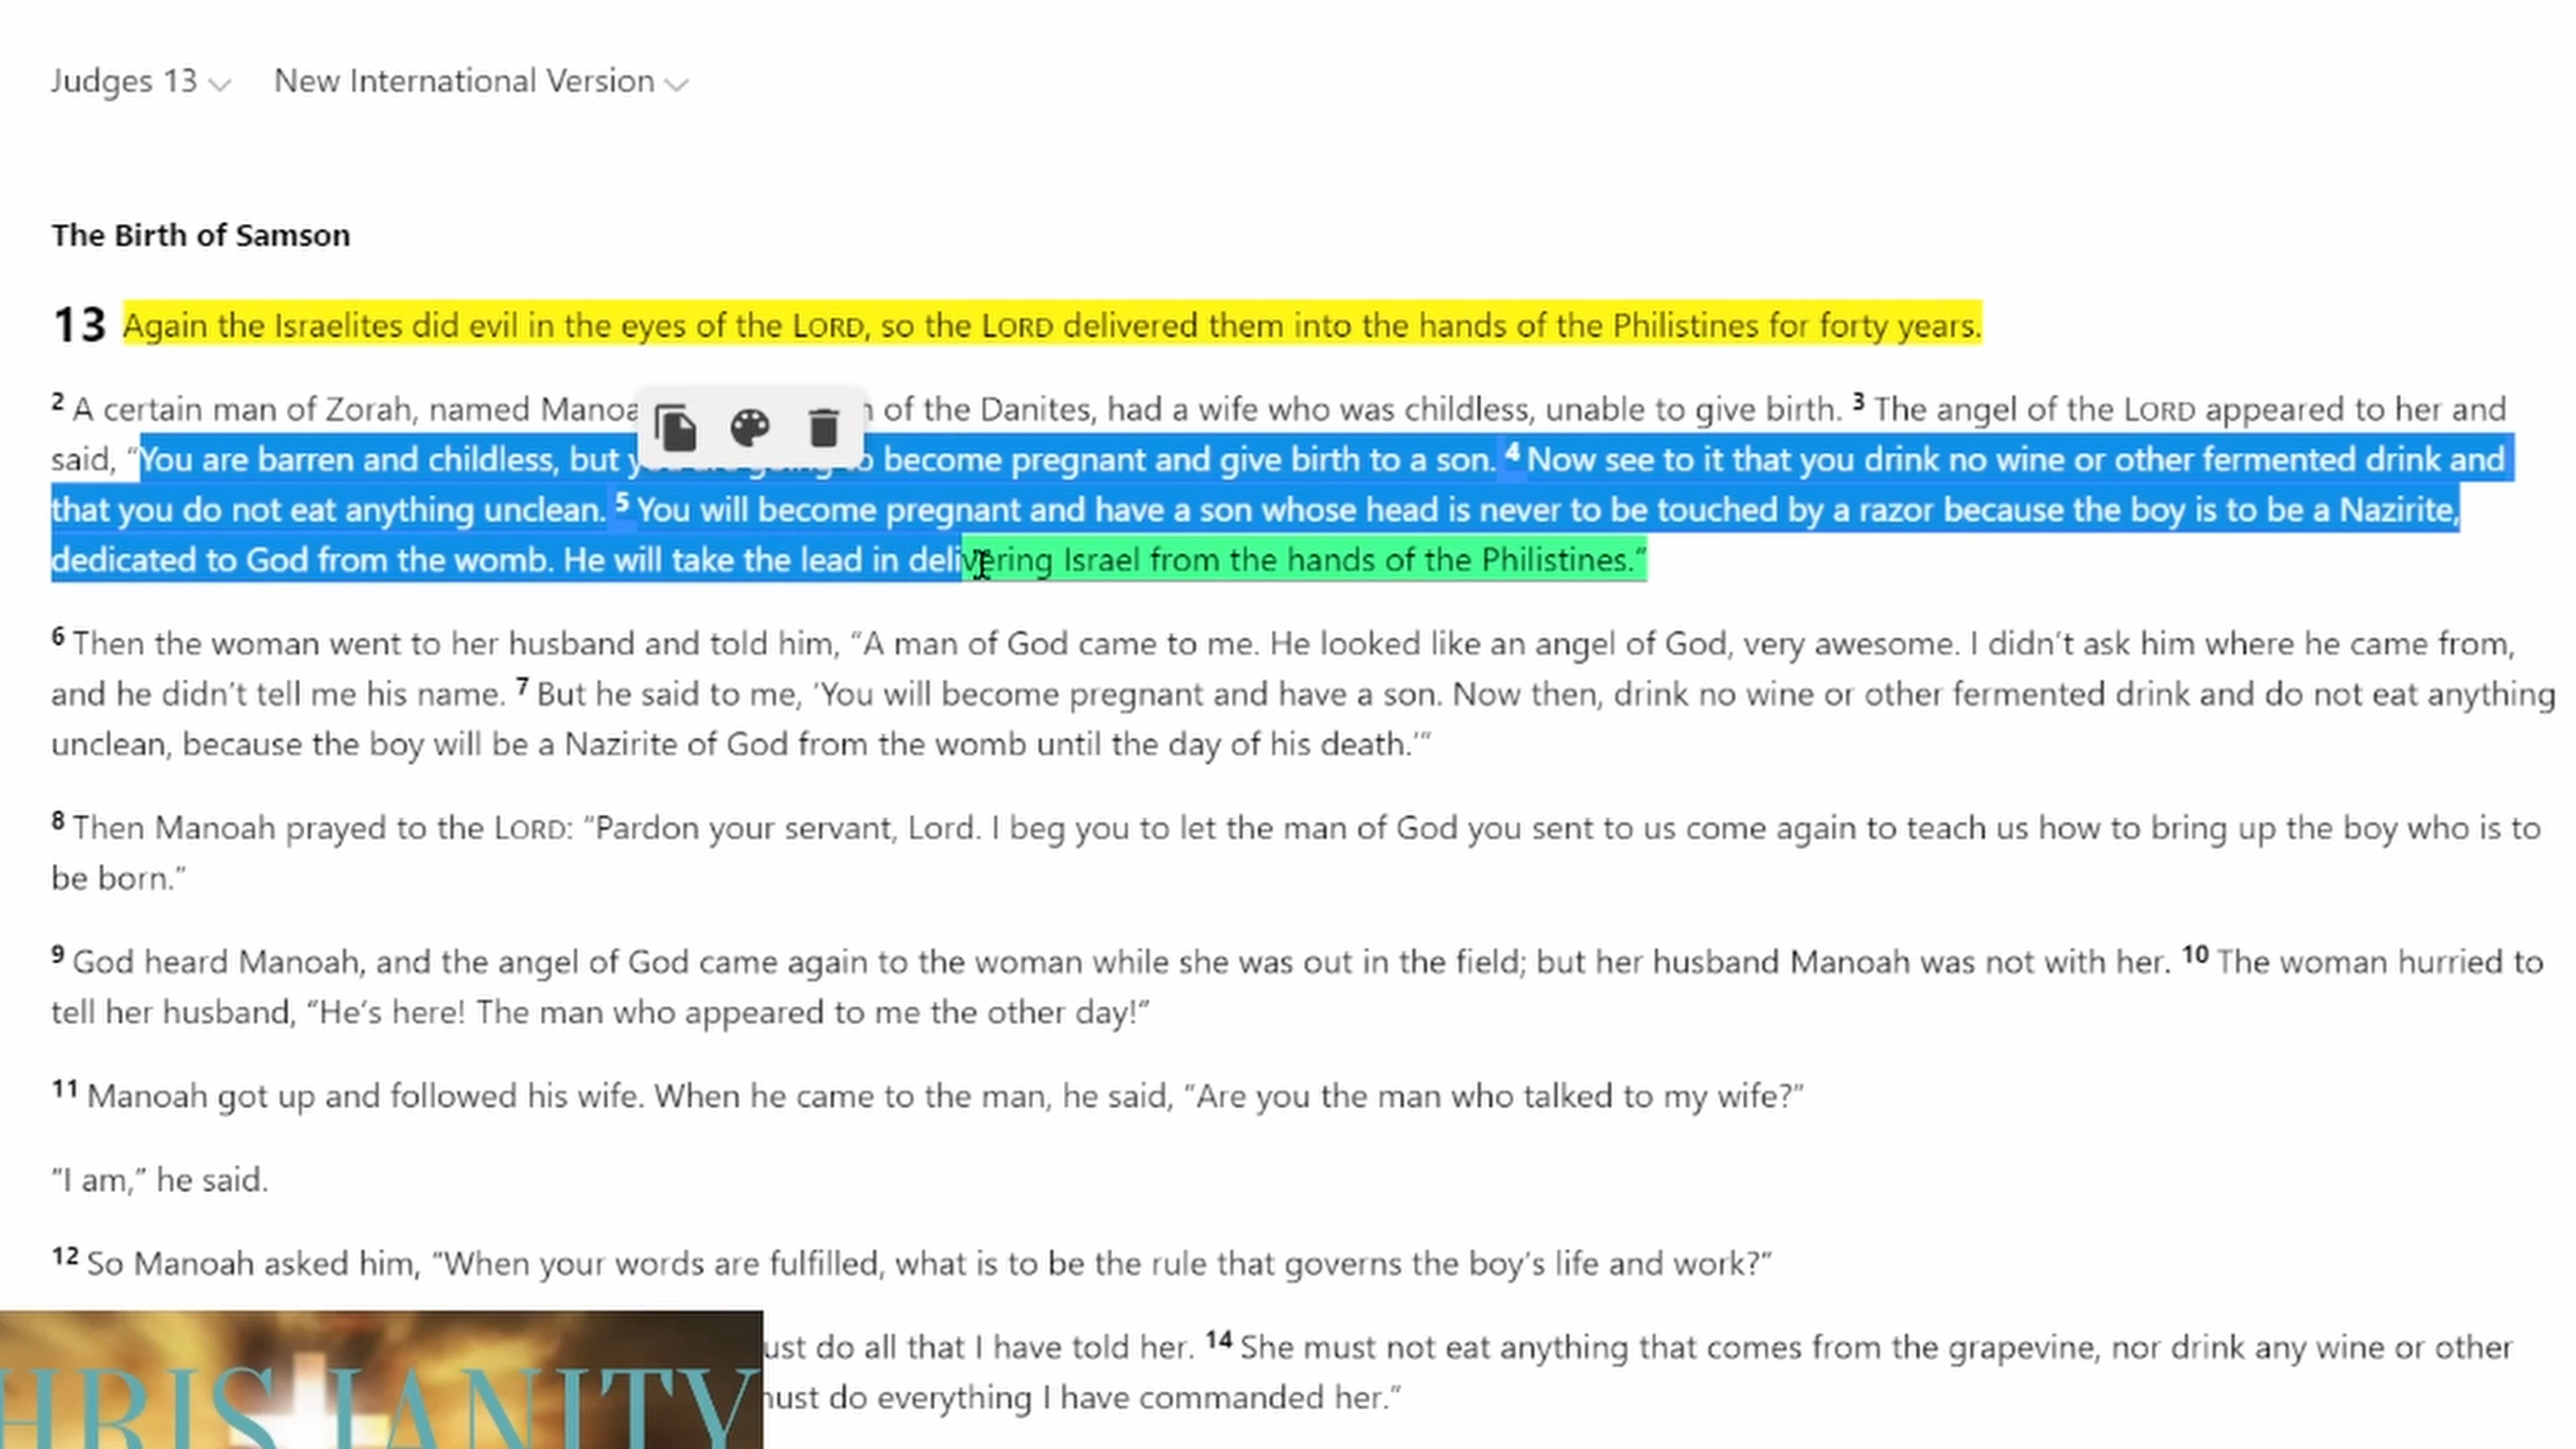 Judges 13 New International Version
The Birth of Samson
13 Again the Israelites did evil in the eyes of the LORD, so the LORD delivered them into the hands of the Philistines for forty years.
2 A certain man of Zorah, named Manoa of the Danites, had a wife who was childless, unable to give birth. 3 The angel of the LORD appeared to her and
said, “You are barren and childless, but become pregnant and give birth to a son. 4 Now see to it that you drink no wine or other fermented drink and
that you do not eat anything unclean. 5 You will become pregnant and have a son whose head is never to be touched by a razor because the boy is to be a Nazirite,
dedicated to God from the womb. He will take the lead in delivering Israel from the hands of the Philistines.”
6 Then the woman went to her husband and told him, “A man of God came to me. He looked like an angel of God, very awesome. I didn’t ask him where he came from,
and he didn’t tell me his name. 7 But he said to me, ‘You will become pregnant and have a son. Now then, drink no wine or other fermented drink and do not eat anything
unclean, because the boy will be a Nazirite of God from the womb until the day of his death.’”
8 Then Manoah prayed to the LORD: “Pardon your servant, Lord. I beg you to let the man of God you sent to us come again to teach us how to bring up the boy who is to
be born.”
9 God heard Manoah, and the angel of God came again to the woman while she was out in the field; but her husband Manoah was not with her. 10 The woman hurried to
tell her husband, “He’s here! The man who appeared to me the other day!”
11 Manoah got up and followed his wife. When he came to the man, he said, “Are you the man who talked to my wife?”
“I am,” he said.
12 So Manoah asked him, “When your words are fulfilled, what is to be the rule that governs the boy’s life and work?”
ust do all that I have told her. 14 She must not eat anything that comes from the grapevine, nor drink any wine or other
must do everything I have commanded her.”
HRISTIANITY